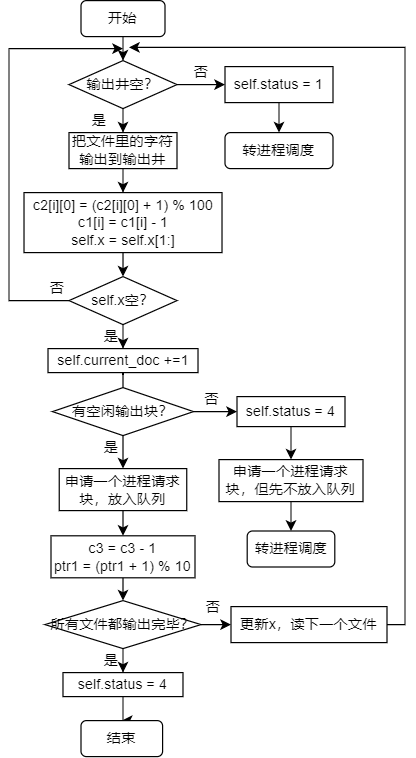 开始
输出井空？
否
self.status = 1
是
转进程调度
把文件里的字符
输出到输出井
c2[i][0] = (c2[i][0] + 1) % 100
c1[i] = c1[i] - 1
self.x = self.x[1:]
否
self.x空？
是
self.current_doc +=1
有空闲输出块？
否
self.status = 4
是
申请一个进程请求
块，放入队列
申请一个进程请求
块，但先不放入队列
c3 = c3 - 1
ptr1 = (ptr1 + 1) % 10
转进程调度
所有文件都输出完毕？
否
更新x，读下一个文件
是
self.status = 4
结束